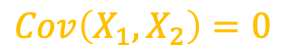 Cov(X₁, X₂) = 0